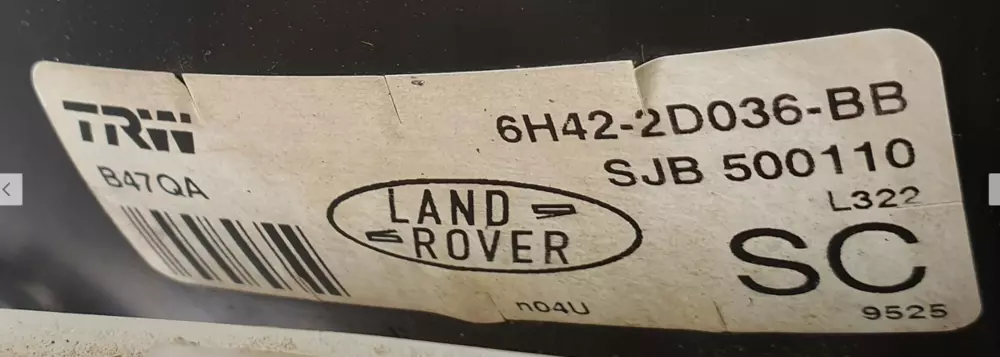 TRW
B47QA
6H42-2D036-BB
SJB 500110
L322
LAND
ROVER
SC
n04U
9525